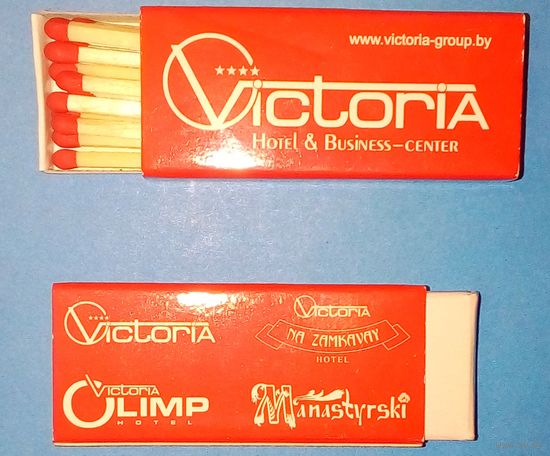 www.victoria-group.by
Victoria
Hotel & Business-center
Victoria
Victoria
NA ZAMKAVAY
HOTEL
Victoria
OLIMP
HOTEL
Manastyrski